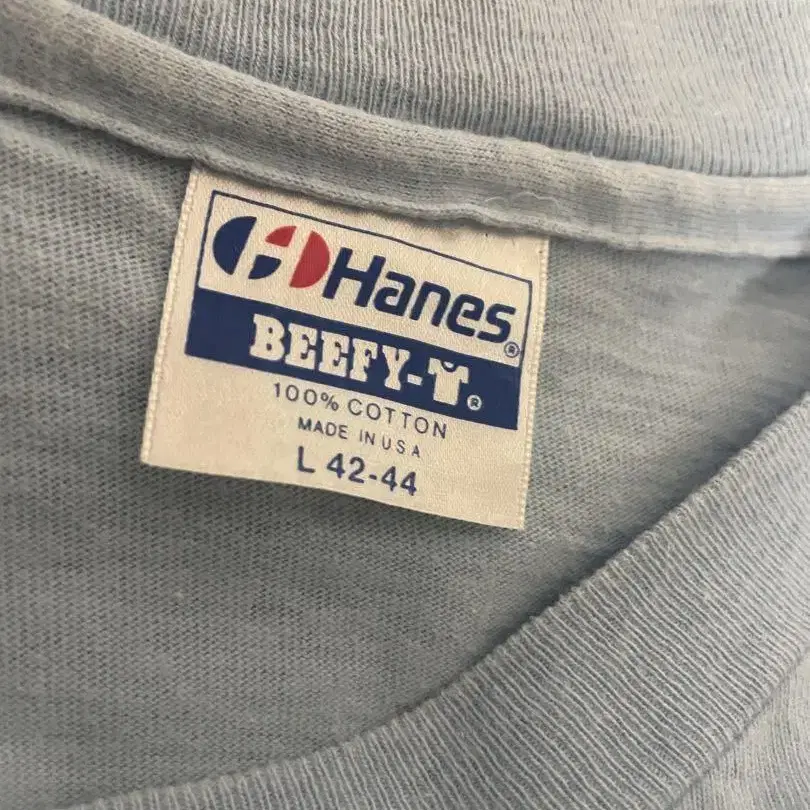 Hanes®
BEEFY-T®
100% COTTON
MADE IN USA
L 42-44